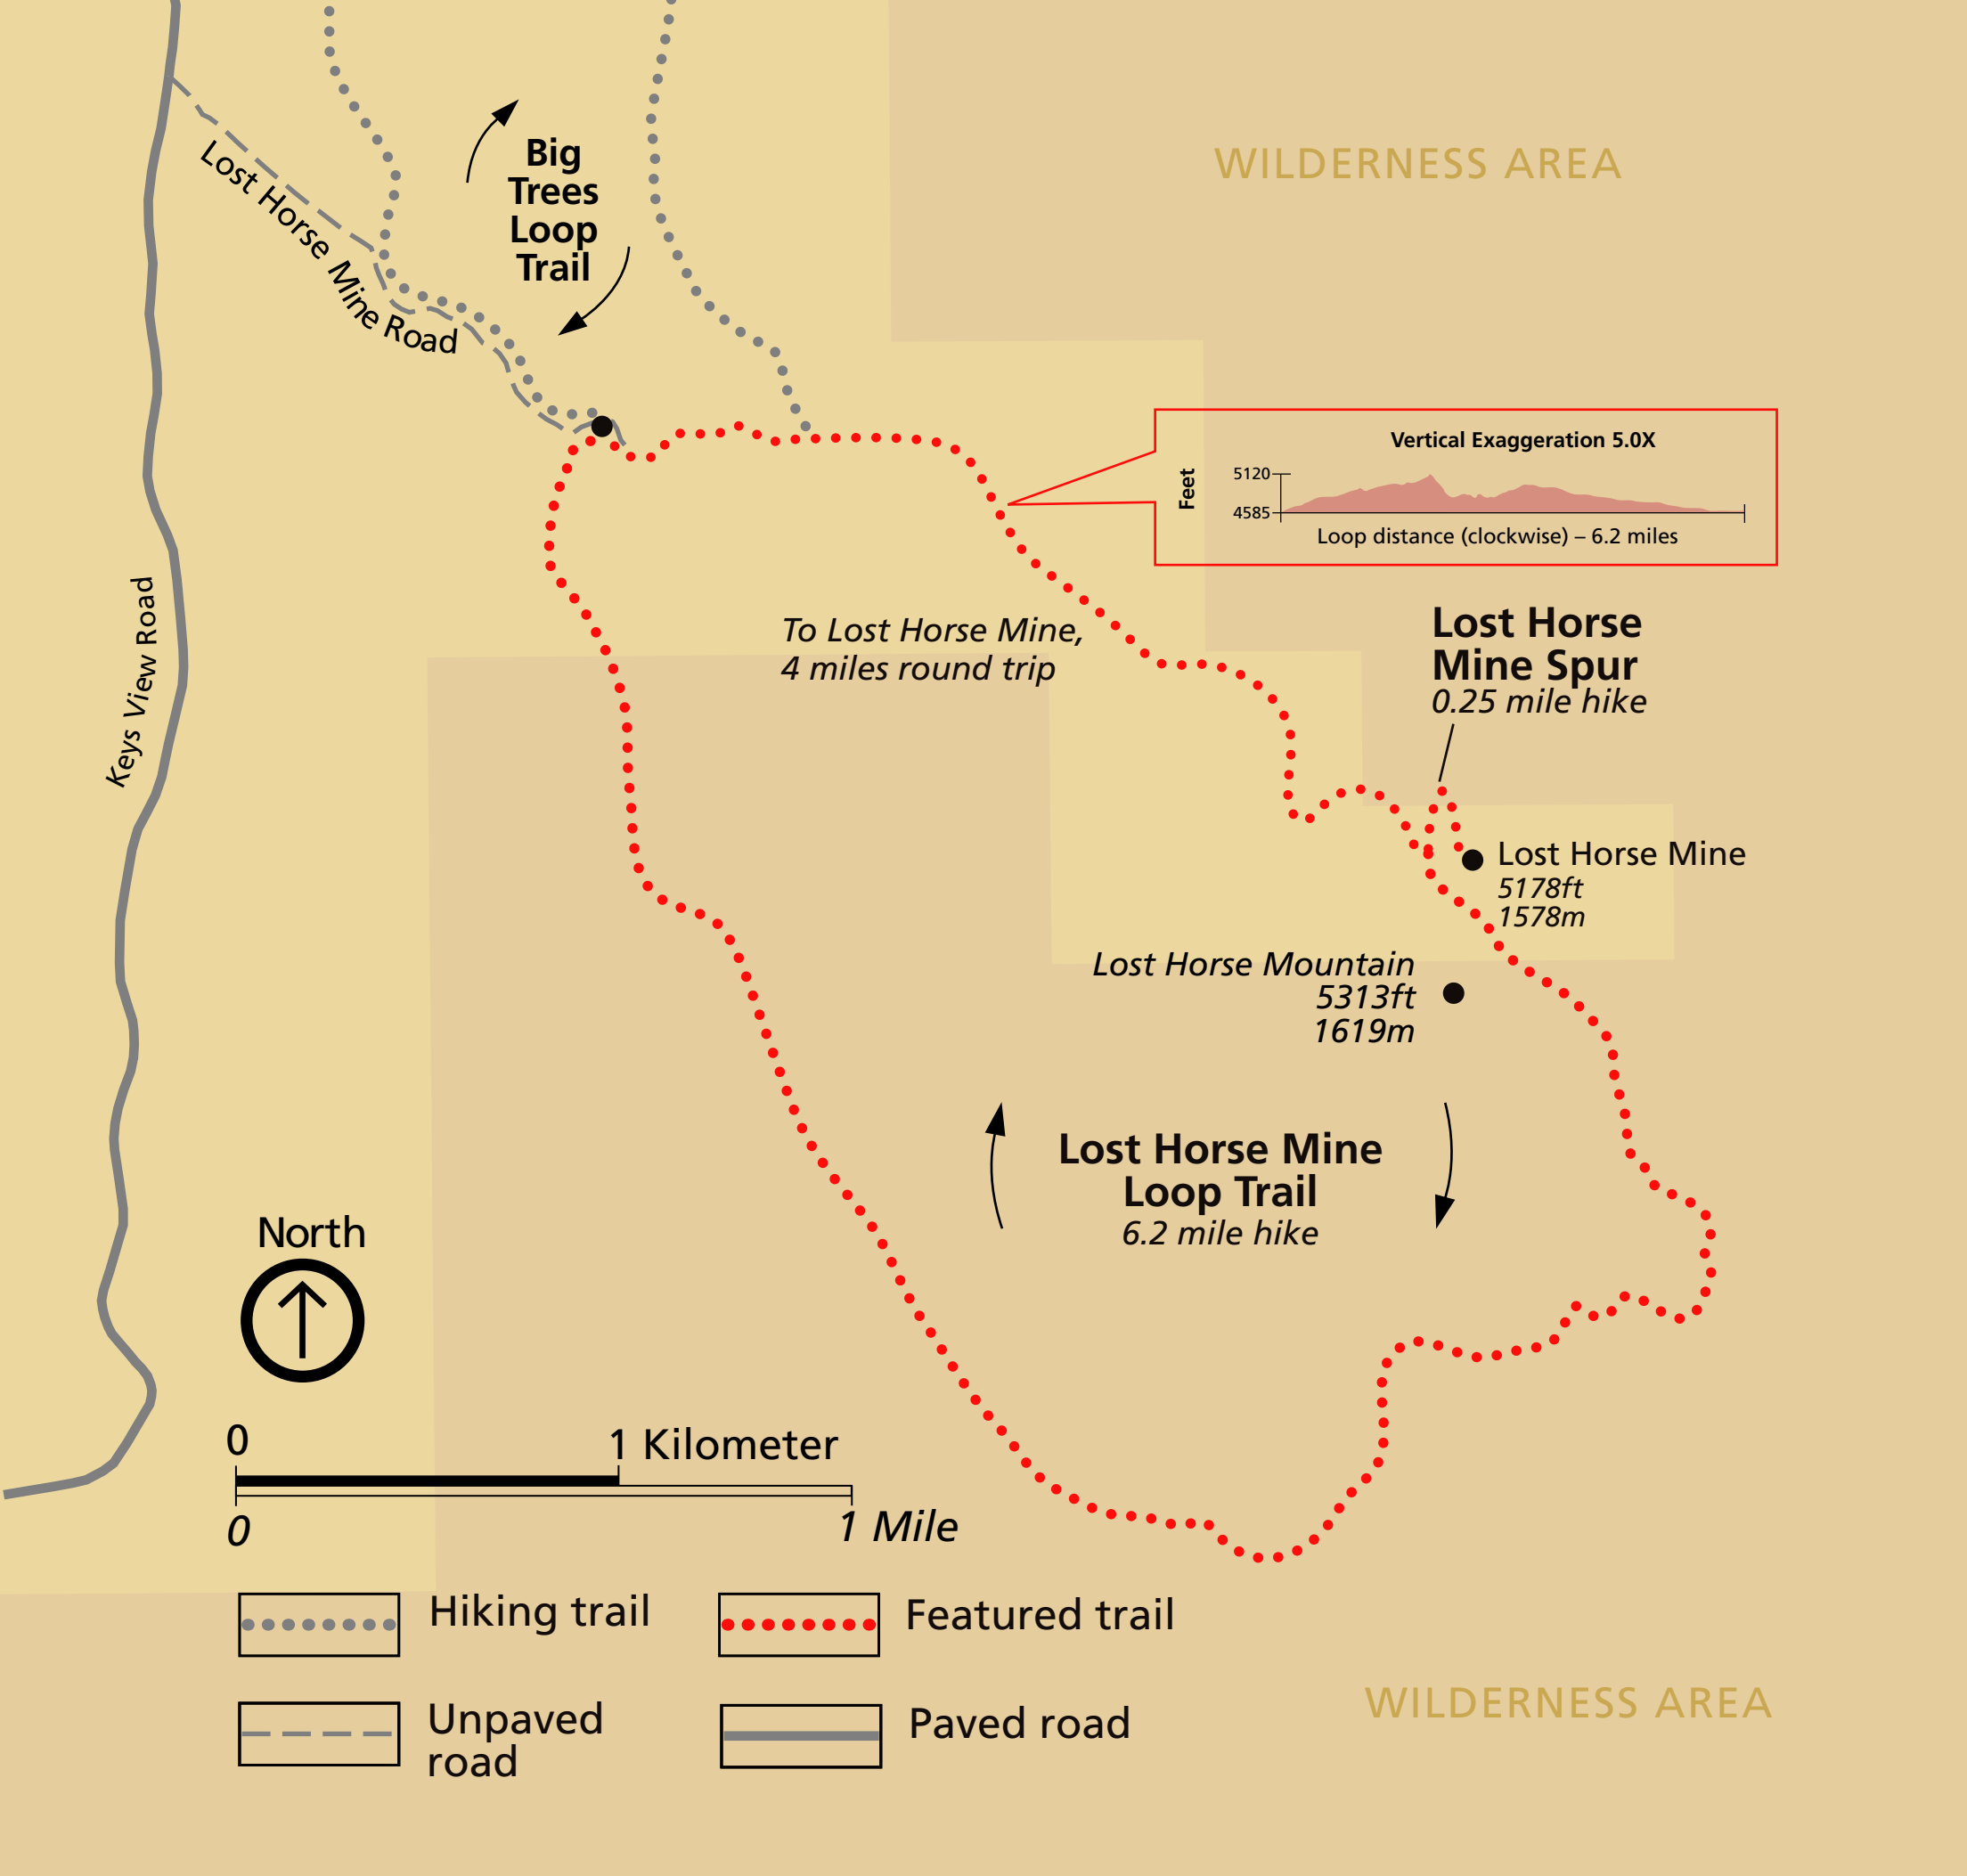 WILDERNESS AREA
Big
Trees
Loop
Trail
Lost Horse Mine Road
Vertical Exaggeration 5.0X
Feet
5120
4585
Loop distance (clockwise) – 6.2 miles
Keys View Road
To Lost Horse Mine,
4 miles round trip
Lost Horse
Mine Spur
0.25 mile hike
Lost Horse Mine
5178ft
1578m
Lost Horse Mountain
5313ft
1619m
Lost Horse Mine
Loop Trail
6.2 mile hike
North
0
1 Kilometer
0
1 Mile
Hiking trail
Featured trail
Unpaved
road
Paved road
WILDERNESS AREA